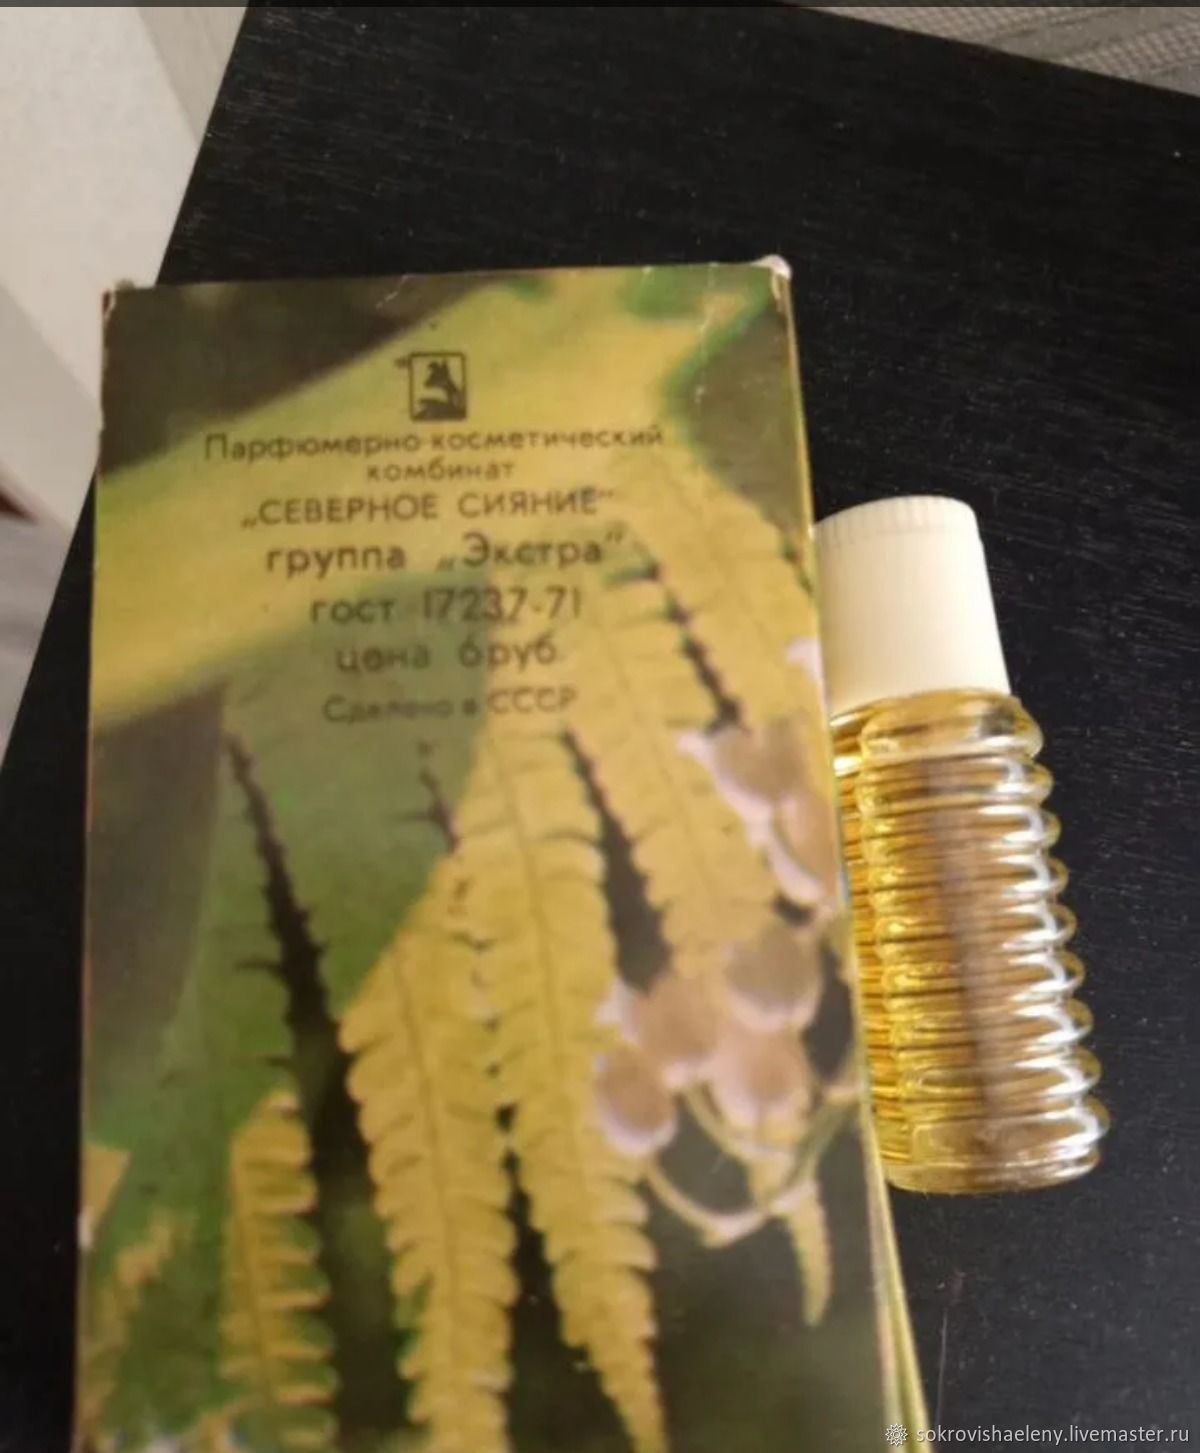 Парфюмерно-косметический
комбинат
„СЕВЕРНОЕ СИЯНИЕ"
группа „Экстра"
гост 17237-71
цена 6руб.
Сделано в СССР
sokrovishaeleny.livemaster.ru